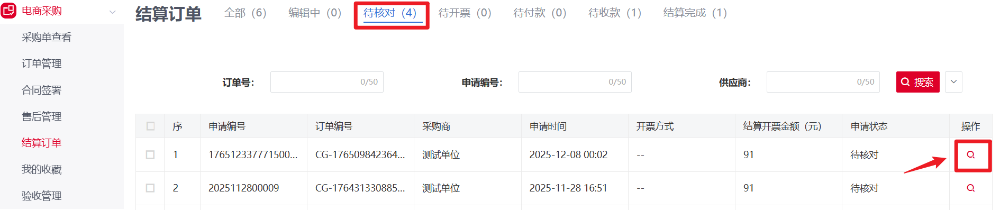 电商采购
采购单查看
订单管理
合同签署
售后管理
结算订单
我的收藏
验收管理
结算订单 全部（6） 编辑中（0） 待核对（4） 待开票（0） 待付款（0） 待收款（1） 结算完成（1）
订单号： 0/50 申请编号： 0/50 供应商： 0/50 搜索
序 申请编号 订单编号 采购商 申请时间 开票方式 结算开票金额（元） 申请状态 操作
1 176512337771500... CG-176509842364... 测试单位 2025-12-08 00:02 -- 91 待核对
2 2025112800009 CG-176431330885... 测试单位 2025-11-28 16:51 -- 91 待核对